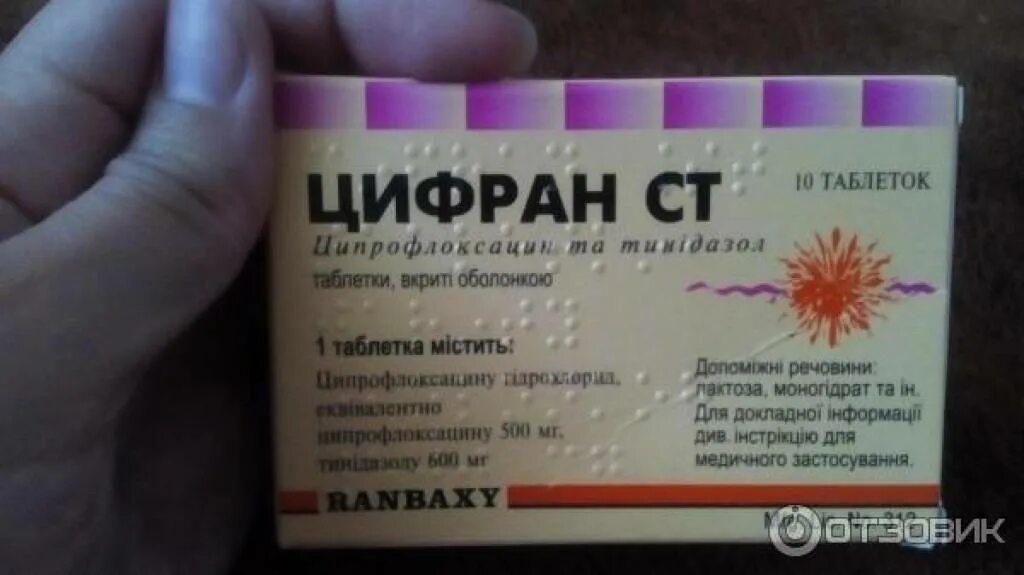 ЦИФРАН СТ
10 ТАБЛЕТОК
Ципрофлоксацин та тинідазол
таблетки, вкриті оболонкою
1 таблетка містить:
Ципрофлоксацину гідрохлорид,
еквівалентно
ципрофлоксацину 500 мг,
тинідазолу 600 мг
Допоміжні речовини:
лактоза, моногідрат та ін.
Для докладної інформації
див. інстрікцію для
медичного застосування.
RANBAXY
ОТЗОВИК